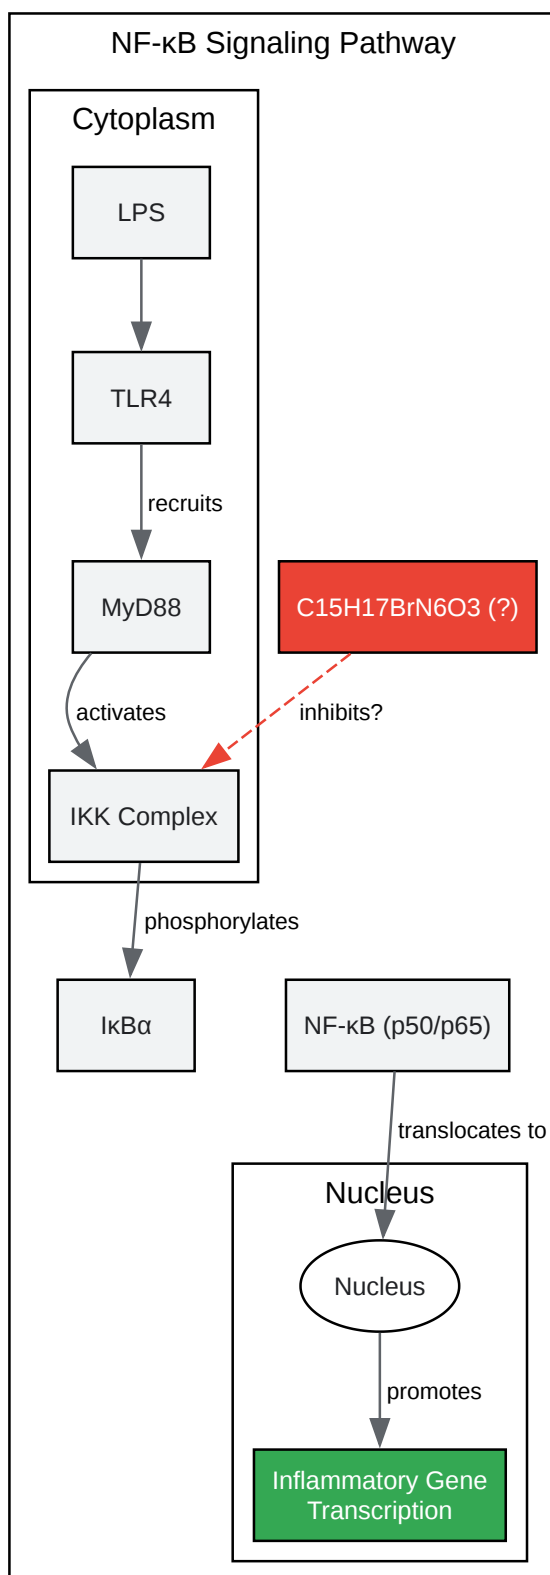 NF-κB Signaling Pathway
Cytoplasm
LPS
TLR4
recruits
MyD88
C15H17BrN6O3 (?)
activates
inhibits?
IKK Complex
phosphorylates
IκBα
NF-κB (p50/p65)
translocates to
Nucleus
Nucleus
promotes
Inflammatory Gene
Transcription